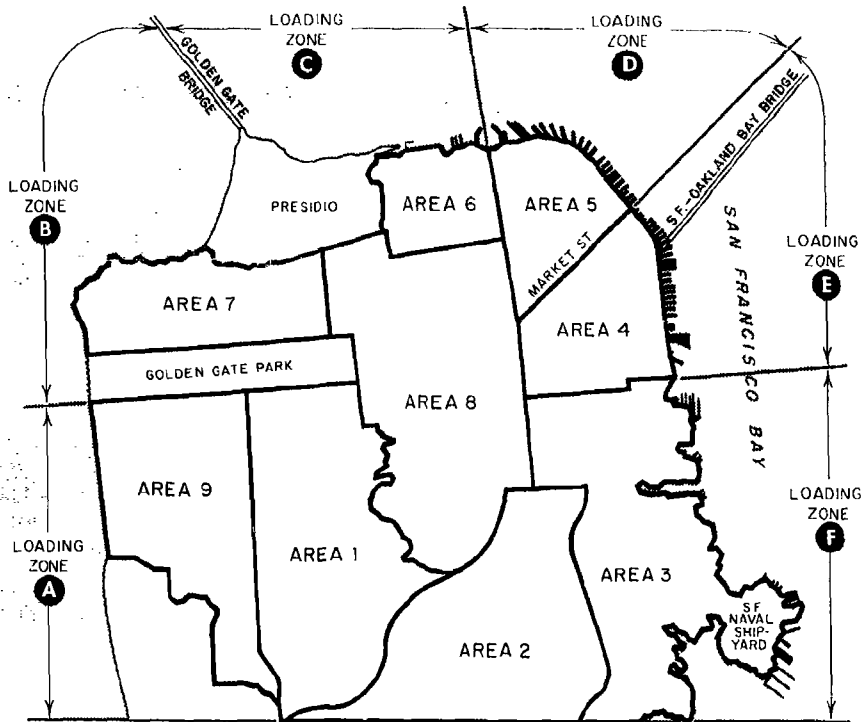 LOADING
ZONE
C
LOADING
ZONE
D
GOLDEN GATE
BRIDGE
S.F.-OAKLAND BAY BRIDGE
LOADING
ZONE
B
PRESIDIO
AREA 6
AREA 5
MARKET ST
SAN FRANCISCO BAY
LOADING
ZONE
E
AREA 7
AREA 4
GOLDEN GATE PARK
AREA 8
AREA 9
LOADING
ZONE
F
LOADING
ZONE
A
AREA 1
AREA 3
S F
NAVAL
SHIP-
YARD
AREA 2